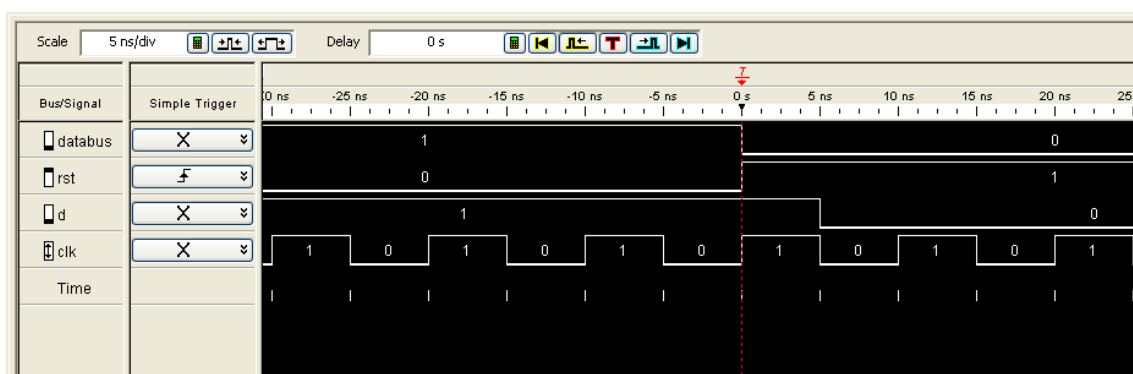 Scale 5 ns/div Delay 0 s T
T
Bus/Signal Simple Trigger 0 ns -25 ns -20 ns -15 ns -10 ns -5 ns 0 s 5 ns 10 ns 15 ns 20 ns 25
databus X 1 0
rst 0 1
d X 1 0
clk X 1 0 1 0 1 0 1 0 1 0 1
Time